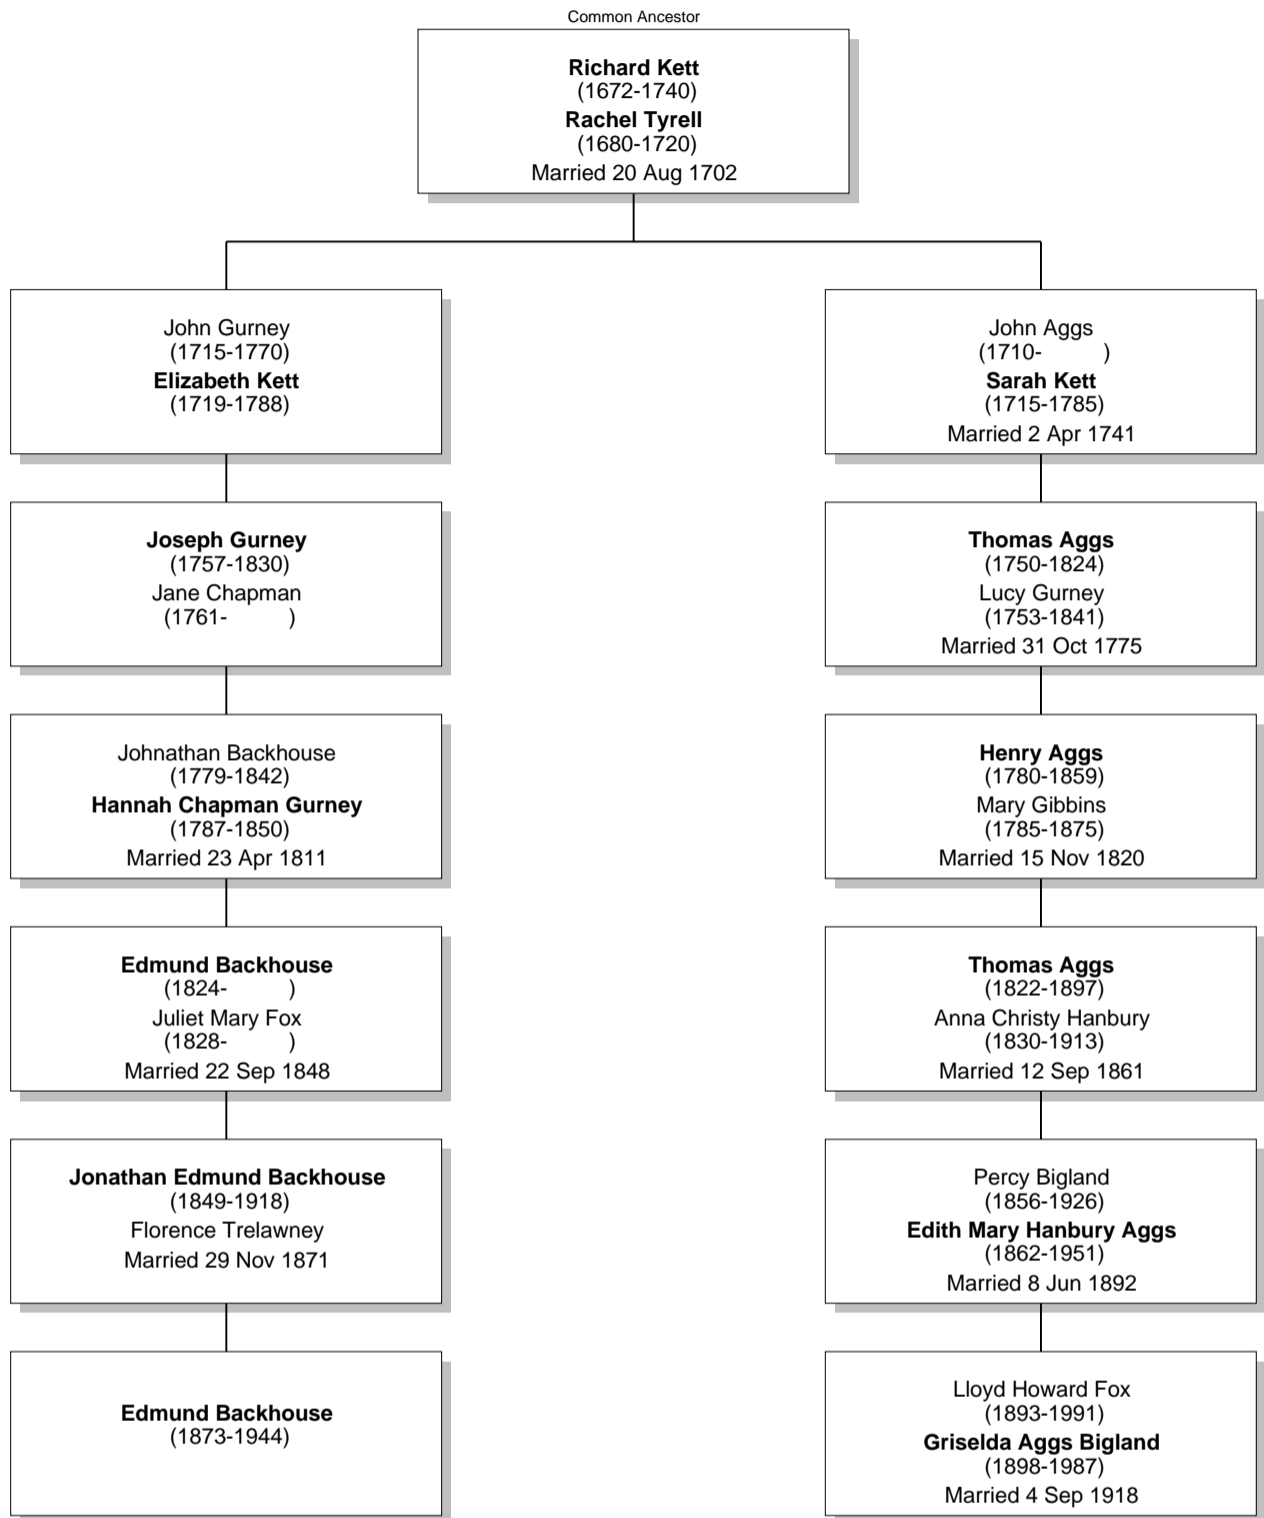 Common Ancestor
Richard Kett
(1672-1740)
Rachel Tyrell
(1680-1720)
Married 20 Aug 1702
John Gurney
(1715-1770)
Elizabeth Kett
(1719-1788)
John Aggs
(1710- )
Sarah Kett
(1715-1785)
Married 2 Apr 1741
Joseph Gurney
(1757-1830)
Jane Chapman
(1761- )
Thomas Aggs
(1750-1824)
Lucy Gurney
(1753-1841)
Married 31 Oct 1775
Johnathan Backhouse
(1779-1842)
Hannah Chapman Gurney
(1787-1850)
Married 23 Apr 1811
Henry Aggs
(1780-1859)
Mary Gibbins
(1785-1875)
Married 15 Nov 1820
Edmund Backhouse
(1824- )
Juliet Mary Fox
(1828- )
Married 22 Sep 1848
Thomas Aggs
(1822-1897)
Anna Christy Hanbury
(1830-1913)
Married 12 Sep 1861
Jonathan Edmund Backhouse
(1849-1918)
Florence Trelawney
Married 29 Nov 1871
Percy Bigland
(1856-1926)
Edith Mary Hanbury Aggs
(1862-1951)
Married 8 Jun 1892
Edmund Backhouse
(1873-1944)
Lloyd Howard Fox
(1893-1991)
Griselda Aggs Bigland
(1898-1987)
Married 4 Sep 1918